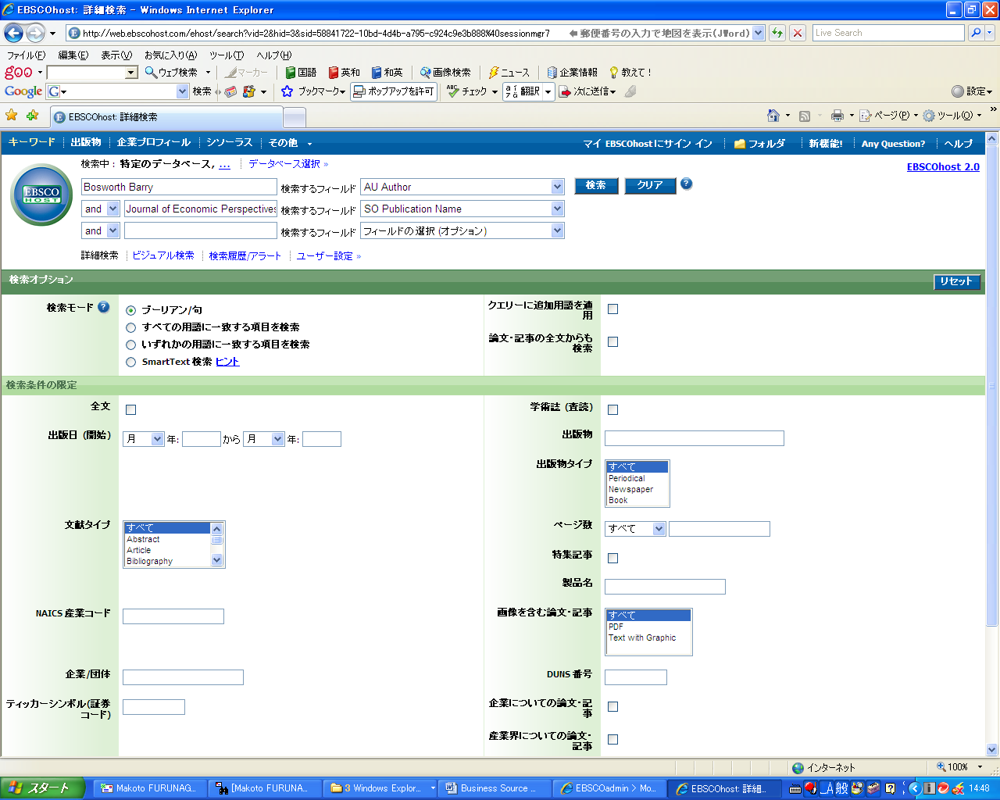 EBSCOhost: 詳細検索 - Windows Internet Explorer
http://web.ebscohost.com/ehost/search?vid=2&hid=3&sid=58841722-10bd-4d4b-a795-c924c9e3b888%40sessionmgr7 郵便番号の入力で地図を表示(JWord) Live Search
ファイル(F) 編集(E) 表示(V) お気に入り(A) ツール(T) ヘルプ(H)
goo ウェブ検索 マーカー 国語 英和 和英 画像検索 ニュース 企業情報 教えて!
Google G 検索 ブックマーク ポップアップを許可 ABC チェック 翻訳 次に送信 設定
EBSCOhost: 詳細検索 ページ(P) ツール(O) »
キーワード 出版物 企業プロフィール シソーラス その他 マイ EBSCOhostにサイン イン フォルダ 新機能! Any Question? ヘルプ
検索中 : 特定のデータベース, ... データベース選択 » EBSCOhost 2.0
EBSCO HOST
Bosworth Barry 検索するフィールド AU Author 検索 クリア ?
and Journal of Economic Perspectives 検索するフィールド SO Publication Name
and 検索するフィールド フィールドの選択 (オプション)
詳細検索 ビジュアル検索 検索履歴/アラート ユーザー設定 »
検索オプション リセット
検索モード ? ブーリアン/句
すべての用語に一致する項目を検索
いずれかの用語に一致する項目を検索
SmartText 検索 ヒント
クエリーに追加用語を適
用
論文・記事の全文からも
検索
検索条件の限定
全文
学術誌 (査読)
出版日 (開始) 月 年: から 月 年:
出版物
出版物タイプ すべて
Periodical
Newspaper
Book
文献タイプ すべて
Abstract
Article
Bibliography
ページ数 すべて
特集記事
製品名
NAICS 産業コード
画像を含む論文・記事 すべて
PDF
Text with Graphic
企業/団体
DUNS 番号
ティッカーシンボル(証券
コード)
企業についての論文・記
事
産業界についての論文・
記事
インターネット 100%
スタート Makoto FURUNAG... [Makoto FURUNA... 3 Windows Explor... Business Source ... EBSCOadmin > Mo... EBSCOhost: 詳細... A 般 14:48